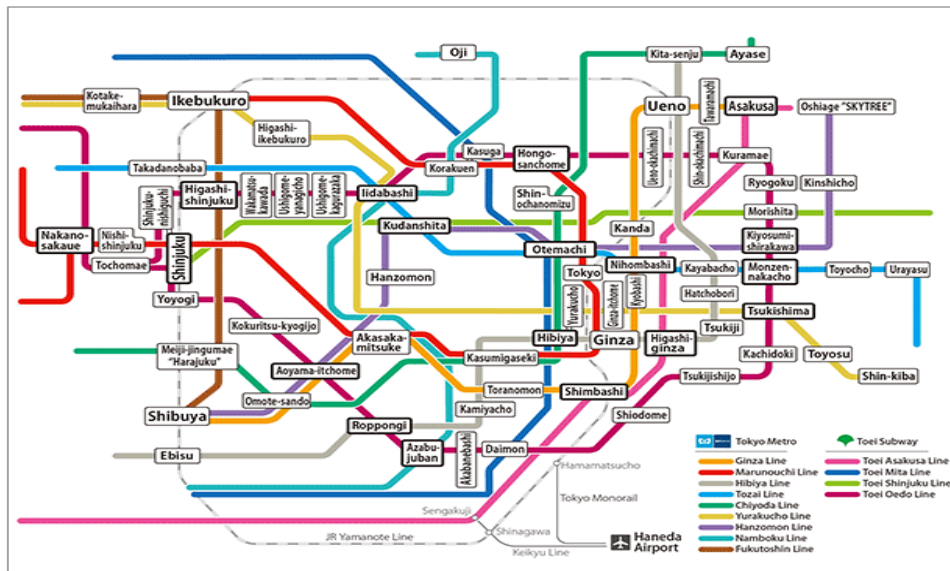 Oji
Kita-senju
Ayase
Kotake-
mukaihara
Ikebukuro
Ueno
Tawaramachi
Asakusa
Oshiage "SKYTREE"
Higashi-
ikebukuro
Kasuga
Hongo-
sanchome
Ueno-okachimachi
Shin-okachimachi
Kuramae
Takadanobaba
Korakuen
Ryogoku
Kinshicho
Shinjuku-
nishiguchi
Higashi-
shinjuku
Wakamatsu-
kawada
Ushigome-
yanagicho
Ushigome-
kagurazaka
Iidabashi
Shin-
ochanomizu
Morishita
Nakano-
sakaue
Nishi-
shinjuku
Shinjuku
Kudanshita
Kanda
Kiyosumi-
shirakawa
Otemachi
Tochomae
Hanzomon
Tokyo
Nihombashi
Kayabacho
Monzen-
nakacho
Toyocho
Urayasu
Yoyogi
Yurakucho
Ginza-itchome
Kyobashi
Hatchobori
Kokuritsu-kyogijo
Tsukishima
Meiji-jingumae
"Harajuku"
Akasaka-
mitsuke
Hibiya
Ginza
Higashi-
ginza
Tsukiji
Kasumigaseki
Kachidoki
Toyosu
Aoyama-itchome
Tsukijishijo
Shin-kiba
Omote-sando
Toranomon
Shimbashi
Shibuya
Kamiyacho
Shiodome
Roppongi
Ebisu
Azabu-
juban
Akabanebashi
Daimon
Hamamatsucho
Tokyo Monorail
Sengakuji
Shinagawa
JR Yamanote Line
Keikyu Line
Haneda
Airport
Tokyo Metro
Toei Subway
Ginza Line
Toei Asakusa Line
Marunouchi Line
Toei Mita Line
Hibiya Line
Toei Shinjuku Line
Tozai Line
Toei Oedo Line
Chiyoda Line
Yurakucho Line
Hanzomon Line
Namboku Line
Fukutoshin Line